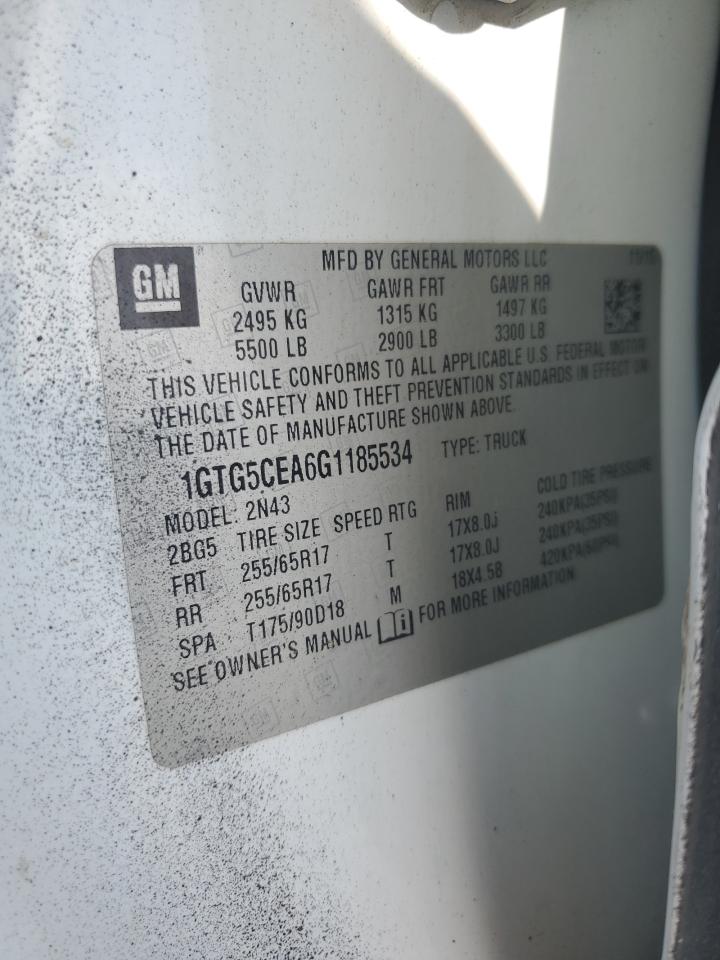 GM
MFD BY GENERAL MOTORS LLC 11/15
GVWR GAWR FRT GAWR RR
2495 KG 1315 KG 1497 KG
5500 LB 2900 LB 3300 LB
THIS VEHICLE CONFORMS TO ALL APPLICABLE U.S. FEDERAL MOTOR
VEHICLE SAFETY AND THEFT PREVENTION STANDARDS IN EFFECT ON
THE DATE OF MANUFACTURE SHOWN ABOVE.
1GTG5CEA6G1185534 TYPE: TRUCK
MODEL: 2N43
2BG5 TIRE SIZE SPEED RTG RIM COLD TIRE PRESSURE
FRT 255/65R17 T 17X8.0J 240KPA(35PSI)
RR 255/65R17 T 17X8.0J 240KPA(35PSI)
SPA T175/90D18 M 18X4.5B 420KPA(60PSI)
SEE OWNER'S MANUAL FOR MORE INFORMATION